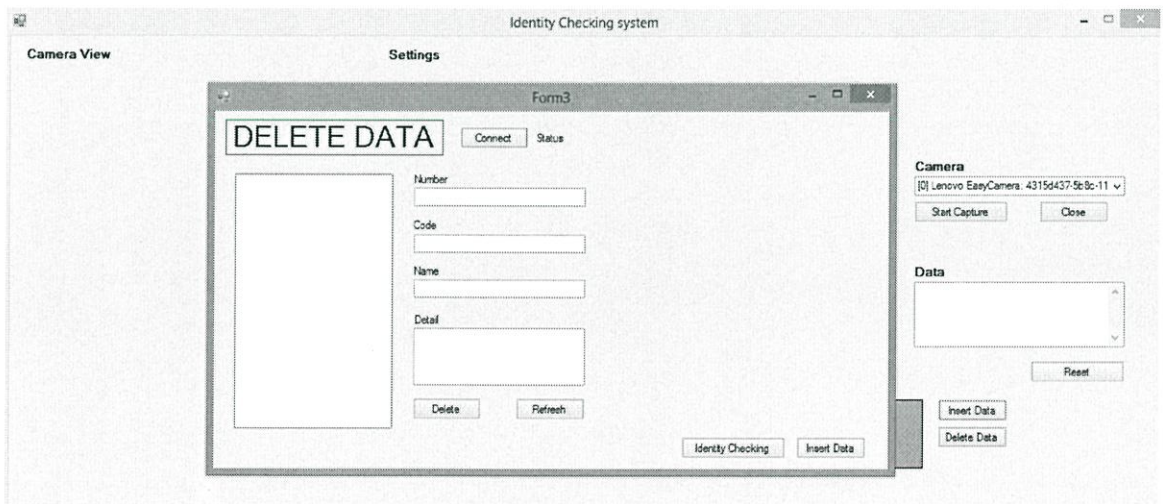 Identity Checking system
Camera View
Settings
Form3
DELETE DATA
Connect
Status
Number
Code
Name
Detail
Delete
Refresh
Identity Checking
Insert Data
Camera
[0] Lenovo EasyCamera: 4315d437-5b8c-11
Start Capture
Close
Data
Reset
Insert Data
Delete Data